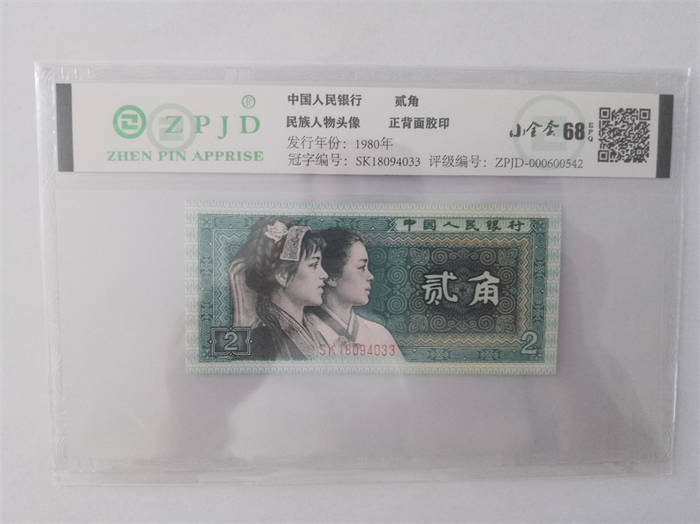 ZPJD®
ZHEN PIN APPRISE
中国人民银行 贰角
民族人物头像 正背面胶印
发行年份：1980年
冠字编号：SK18094033 评级编号：ZPJD-000600542
68 EPQ
中国人民银行
贰角
2
SK18094033
2